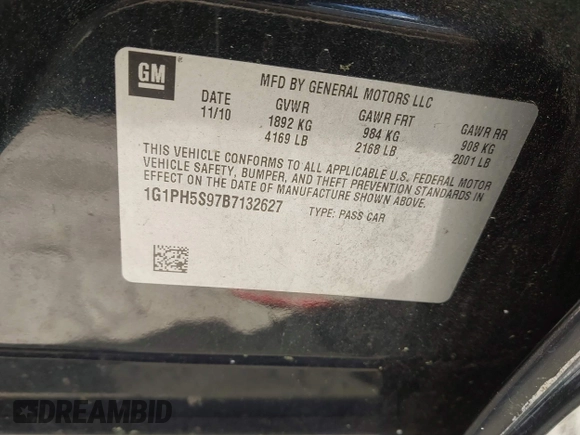 GM
MFD BY GENERAL MOTORS LLC
DATE GVWR GAWR FRT GAWR RR
11/10 1892 KG 984 KG 908 KG
4169 LB 2168 LB 2001 LB
THIS VEHICLE CONFORMS TO ALL APPLICABLE U.S. FEDERAL MOTOR
VEHICLE SAFETY, BUMPER, AND THEFT PREVENTION STANDARDS IN
EFFECT ON THE DATE OF MANUFACTURE SHOWN ABOVE.
1G1PH5S97B7132627 TYPE: PASS CAR
DREAMBID